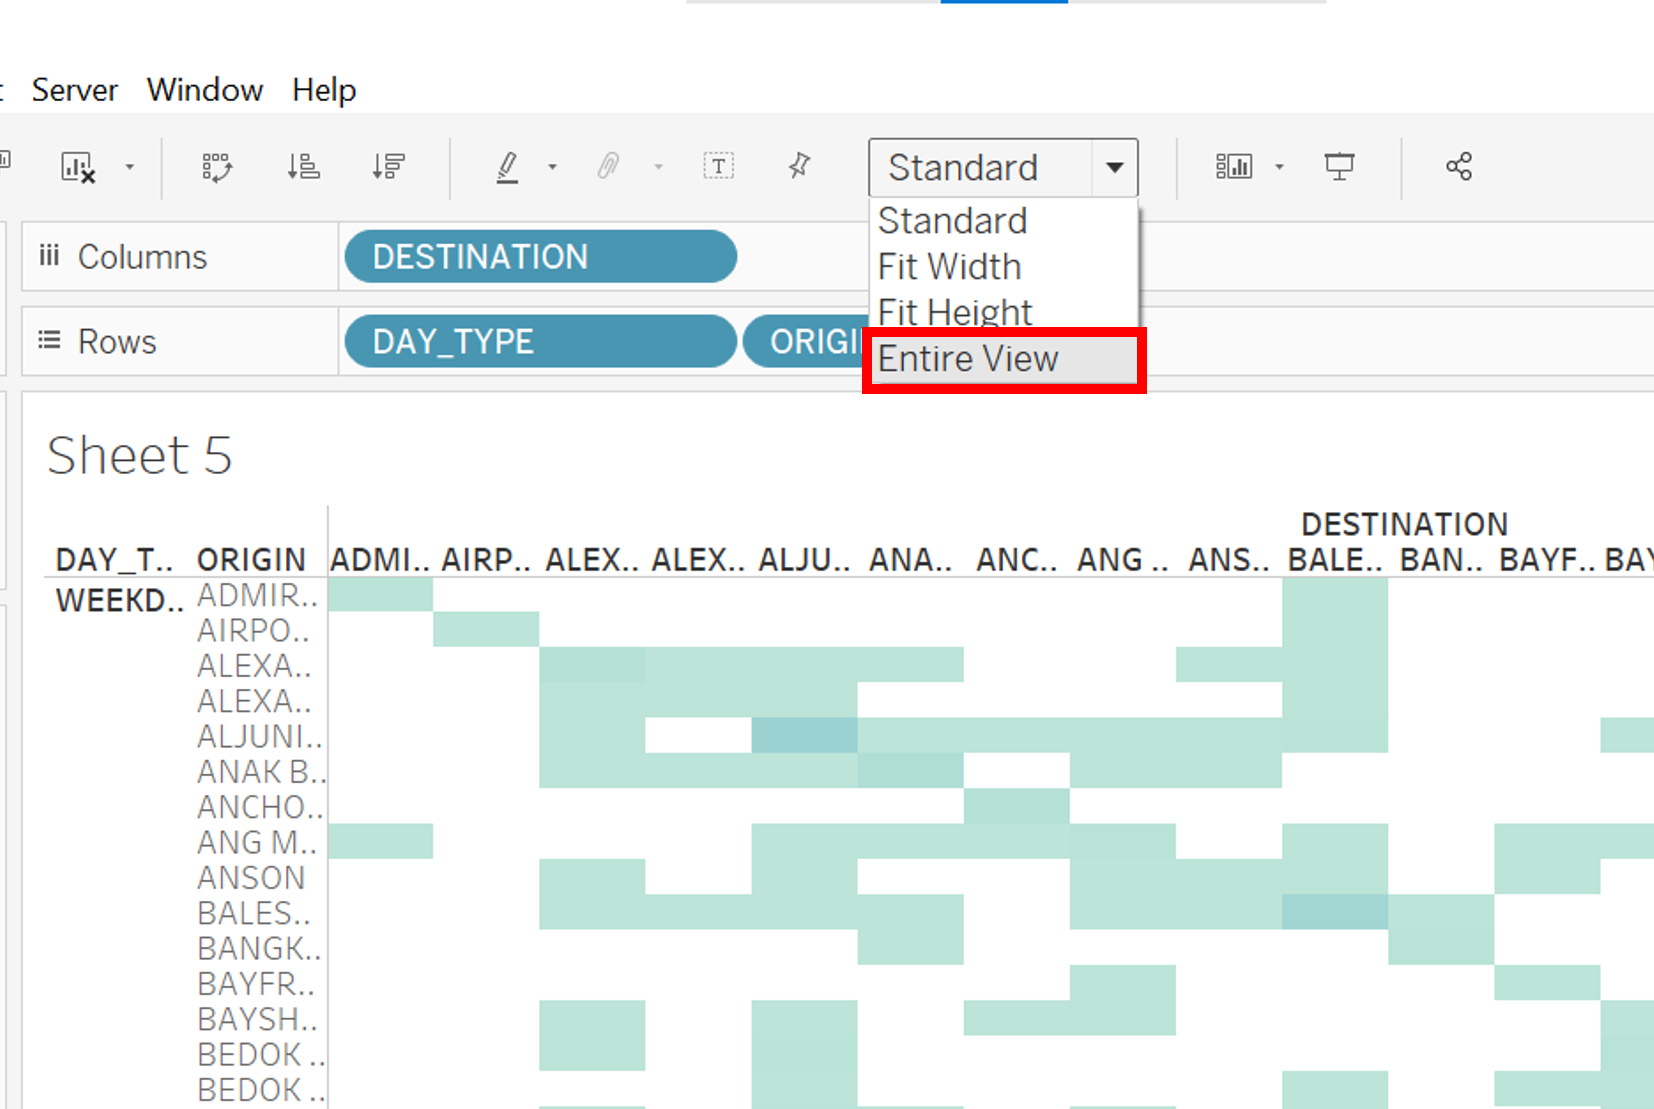 Server Window Help
Standard
Standard
Fit Width
Fit Height
Entire View
Columns DESTINATION
Rows DAY_TYPE
Sheet 5
DESTINATION
DAY_T.. ORIGIN ADMI.. AIRP.. ALEX.. ALEX.. ALJU.. ANA.. ANC.. ANG .. ANS.. BALE.. BAN.. BAYF.. BAY
WEEKD.. ADMIR..
AIRPO..
ALEXA..
ALEXA..
ALJUNI..
ANAK B..
ANCHO..
ANG M..
ANSON
BALES..
BANGK..
BAYFR..
BAYSH..
BEDOK ..
BEDOK ..